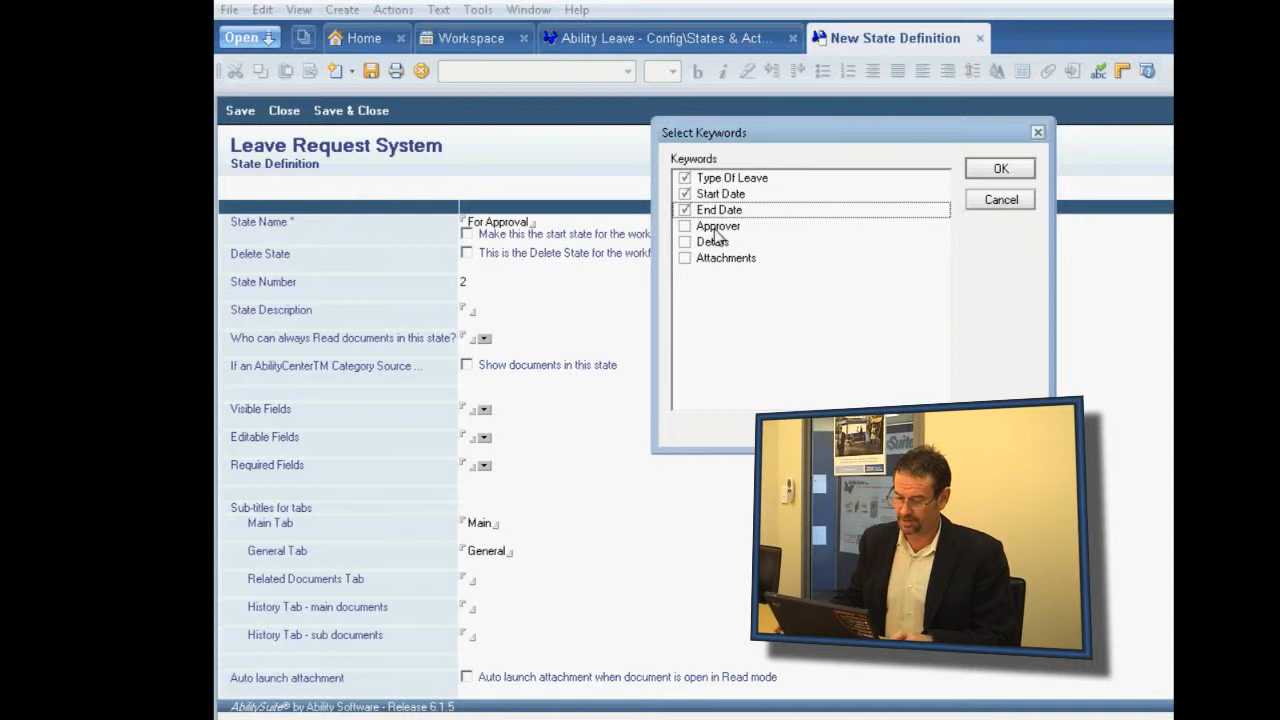 File Edit View Create Actions Text Tools Window Help
Open Home Workspace Ability Leave - Config\States & Act... New State Definition
Save Close Save & Close
Leave Request System
State Definition
State Name * For Approval
Make this the start state for the work
Delete State This is the Delete State for the workf
State Number 2
State Description
Who can always Read documents in this state?
If an AbilityCenterTM Category Source ... Show documents in this state
Visible Fields
Editable Fields
Required Fields
Sub-titles for tabs
Main Tab Main
General Tab General
Related Documents Tab
History Tab - main documents
History Tab - sub documents
Auto launch attachment Auto launch attachment when document is open in Read mode
AbilitySuite® by Ability Software - Release 6.1.5
Select Keywords
Keywords
Type Of Leave
Start Date
End Date
Approver
Details
Attachments
OK
Cancel